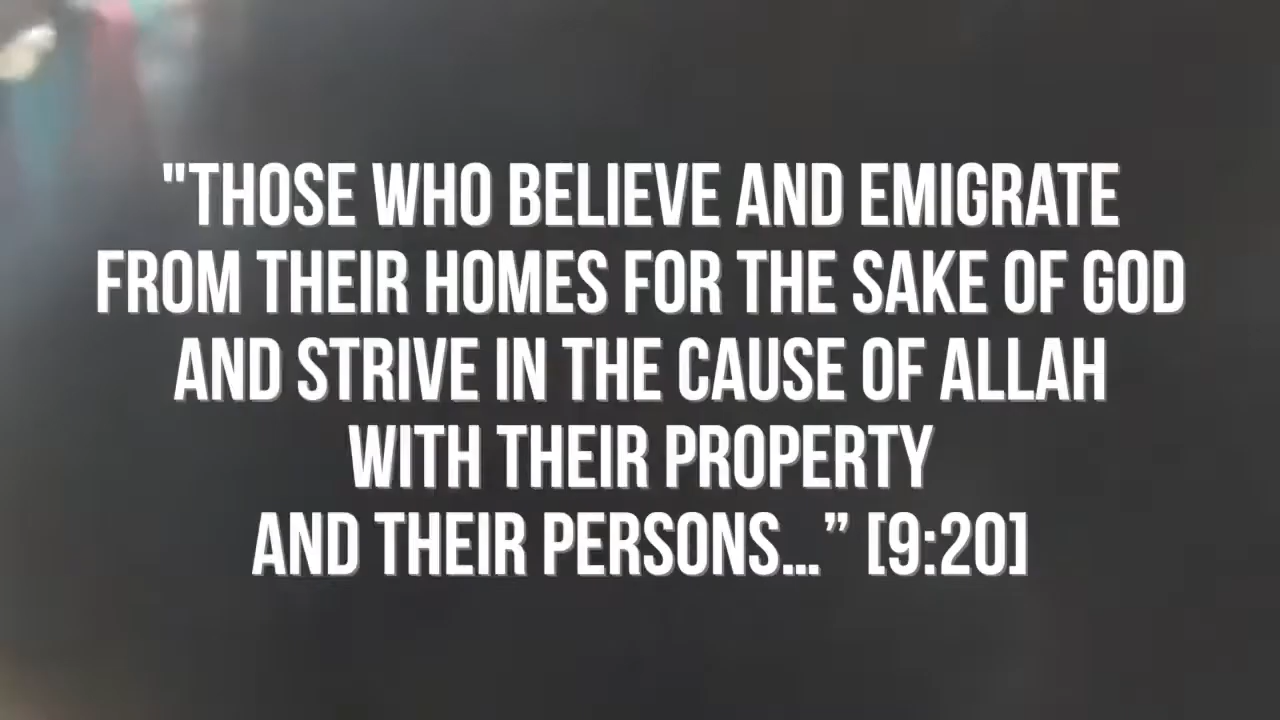 "THOSE WHO BELIEVE AND EMIGRATE
FROM THEIR HOMES FOR THE SAKE OF GOD
AND STRIVE IN THE CAUSE OF ALLAH
WITH THEIR PROPERTY
AND THEIR PERSONS...” [9:20]